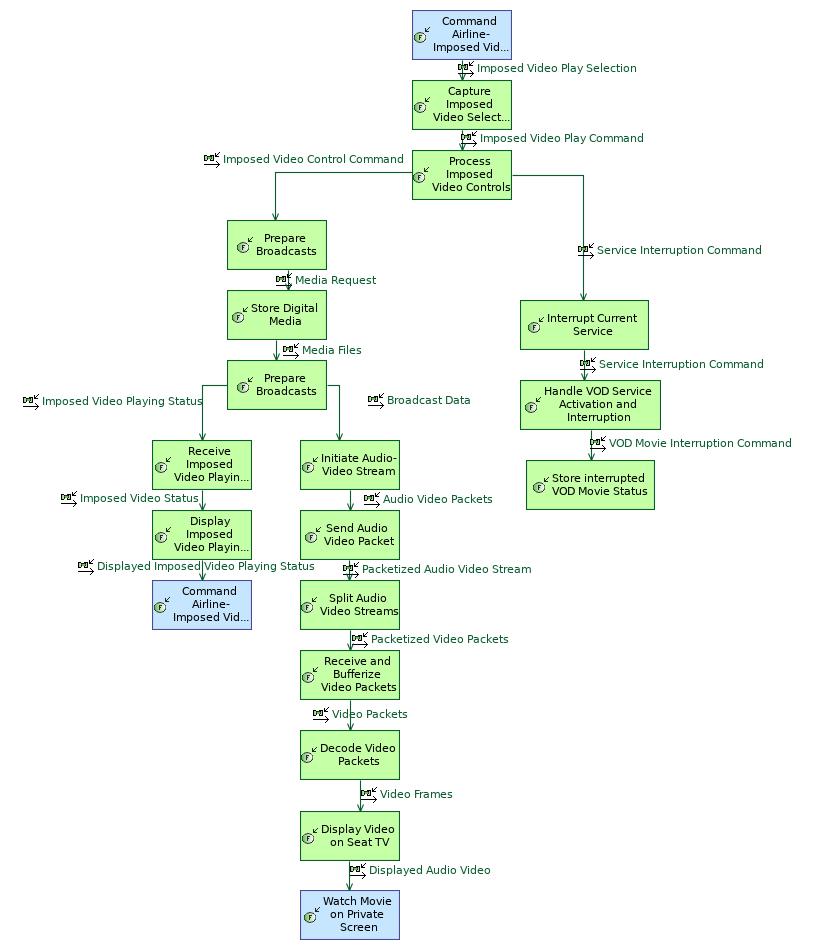 Command
Airline-
Imposed Vid...
Imposed Video Play Selection
Capture
Imposed
Video Select...
Imposed Video Play Command
Imposed Video Control Command
Process
Imposed
Video Controls
Prepare
Broadcasts
Service Interruption Command
Media Request
Store Digital
Media
Interrupt Current
Service
Media Files
Service Interruption Command
Prepare
Broadcasts
Imposed Video Playing Status
Broadcast Data
Handle VOD Service
Activation and
Interruption
VOD Movie Interruption Command
Receive
Imposed
Video Playin...
Initiate Audio-
Video Stream
Store interrupted
VOD Movie Status
Imposed Video Status
Audio Video Packets
Display
Imposed
Video Playin...
Send Audio
Video Packet
Displayed Imposed Video Playing Status
Packetized Audio Video Stream
Command
Airline-
Imposed Vid...
Split Audio
Video Streams
Packetized Video Packets
Receive and
Bufferize
Video Packets
Video Packets
Decode Video
Packets
Video Frames
Display Video
on Seat TV
Displayed Audio Video
Watch Movie
on Private
Screen